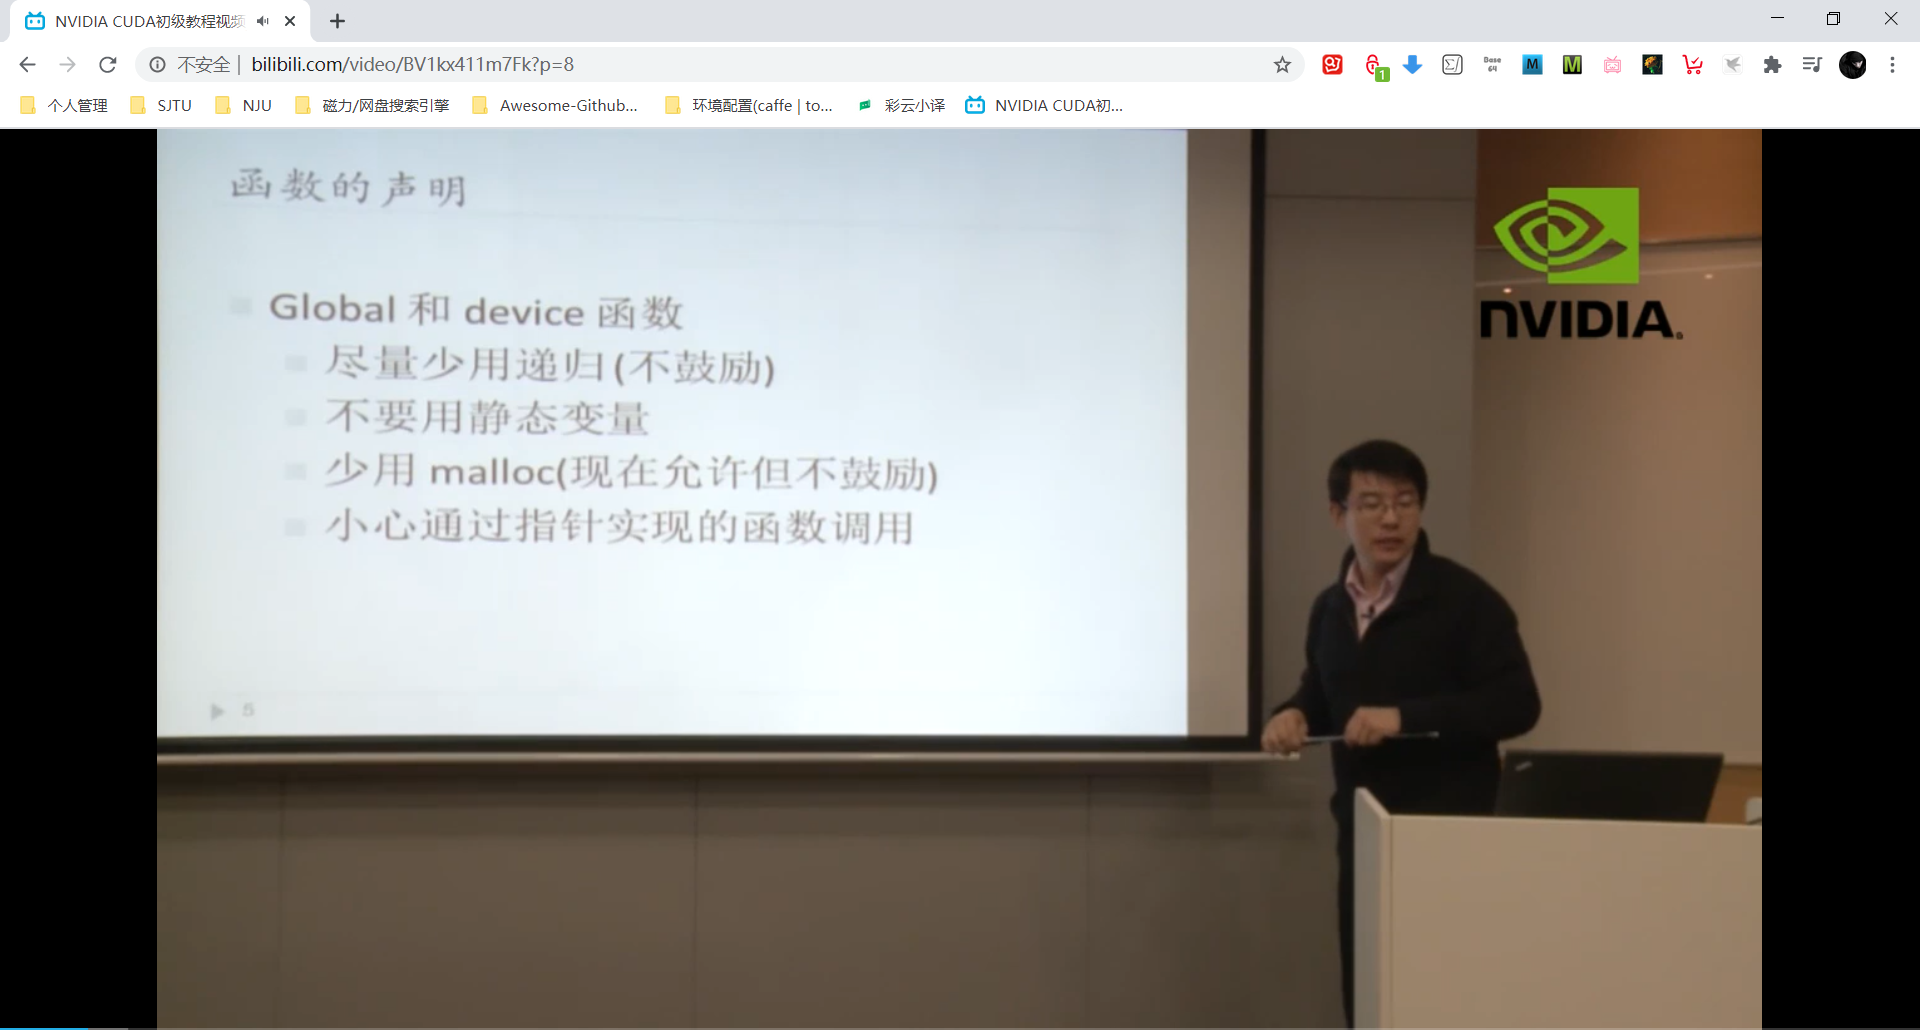 NVIDIA CUDA初级教程视频
不安全 | bilibili.com/video/BV1kx411m7Fk?p=8
1
Base
64
M
M
个人管理
SJTU
NJU
磁力/网盘搜索引擎
Awesome-Github...
环境配置(caffe | to...
彩云小译
NVIDIA CUDA初...
函数的声明
Global 和 device 函数
尽量少用递归(不鼓励)
不要用静态变量
少用 malloc(现在允许但不鼓励)
小心通过指针实现的函数调用
5
NVIDIA